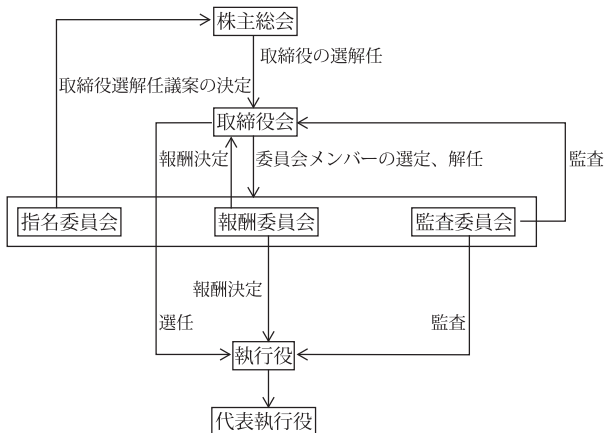 株主総会
取締役の選解任
取締役選解任議案の決定
取締役会
報酬決定
委員会メンバーの選定、解任
監査
指名委員会
報酬委員会
監査委員会
報酬決定
選任
監査
執行役
代表執行役